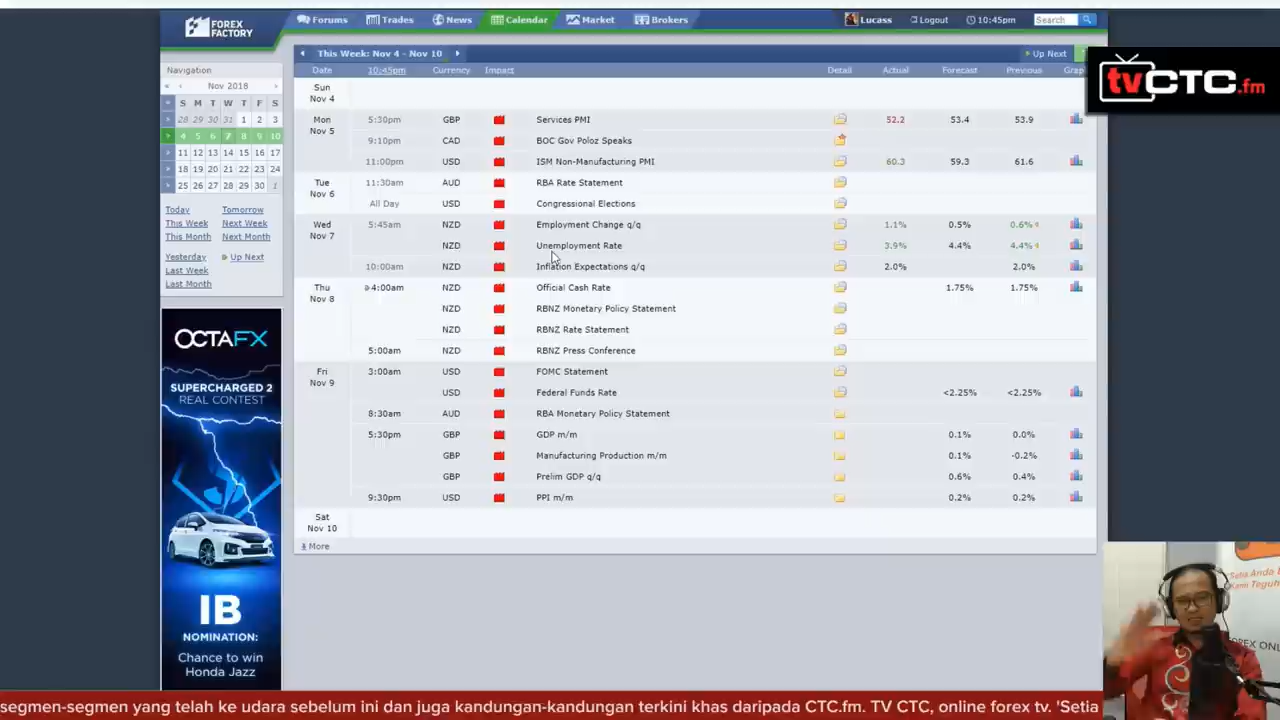 FOREX
FACTORY
Forums Trades News Calendar Market Brokers
Lucass Logout 10:45pm Search
Navigation
« ‹ Nov 2018 ›
» S M T W T F S
> 28 29 30 31 1 2 3
> 4 5 6 7 8 9 10
> 11 12 13 14 15 16 17
> 18 19 20 21 22 23 24
> 25 26 27 28 29 30 1
Today Tomorrow
This Week Next Week
This Month Next Month
Yesterday Up Next
Last Week
Last Month
OCTAFX
SUPERCHARGED 2
REAL CONTEST
IB
NOMINATION:
Chance to win
Honda Jazz
This Week: Nov 4 - Nov 10 Up Next
Date 10:45pm Currency Impact Detail Actual Forecast Previous Grap
Sun
Nov 4
Mon
Nov 5
5:30pm GBP Services PMI 52.2 53.4 53.9
9:10pm CAD BOC Gov Poloz Speaks
11:00pm USD ISM Non-Manufacturing PMI 60.3 59.3 61.6
Tue
Nov 6
11:30am AUD RBA Rate Statement
All Day USD Congressional Elections
Wed
Nov 7
5:45am NZD Employment Change q/q 1.1% 0.5% 0.6%
NZD Unemployment Rate 3.9% 4.4% 4.4%
10:00am NZD Inflation Expectations q/q 2.0% 2.0%
Thu
Nov 8
4:00am NZD Official Cash Rate 1.75% 1.75%
NZD RBNZ Monetary Policy Statement
NZD RBNZ Rate Statement
5:00am NZD RBNZ Press Conference
Fri
Nov 9
3:00am USD FOMC Statement
USD Federal Funds Rate <2.25% <2.25%
8:30am AUD RBA Monetary Policy Statement
5:30pm GBP GDP m/m 0.1% 0.0%
GBP Manufacturing Production m/m 0.1% -0.2%
GBP Prelim GDP q/q 0.6% 0.4%
9:30pm USD PPI m/m 0.2% 0.2%
Sat
Nov 10
More
tvCTC.fm
"Setia Anda
Kami Teguh
FOREX ONL
segmen-segmen yang telah ke udara sebelum ini dan juga kandungan-kandungan terkini khas daripada CTC.fm. TV CTC, online forex tv. 'Setia